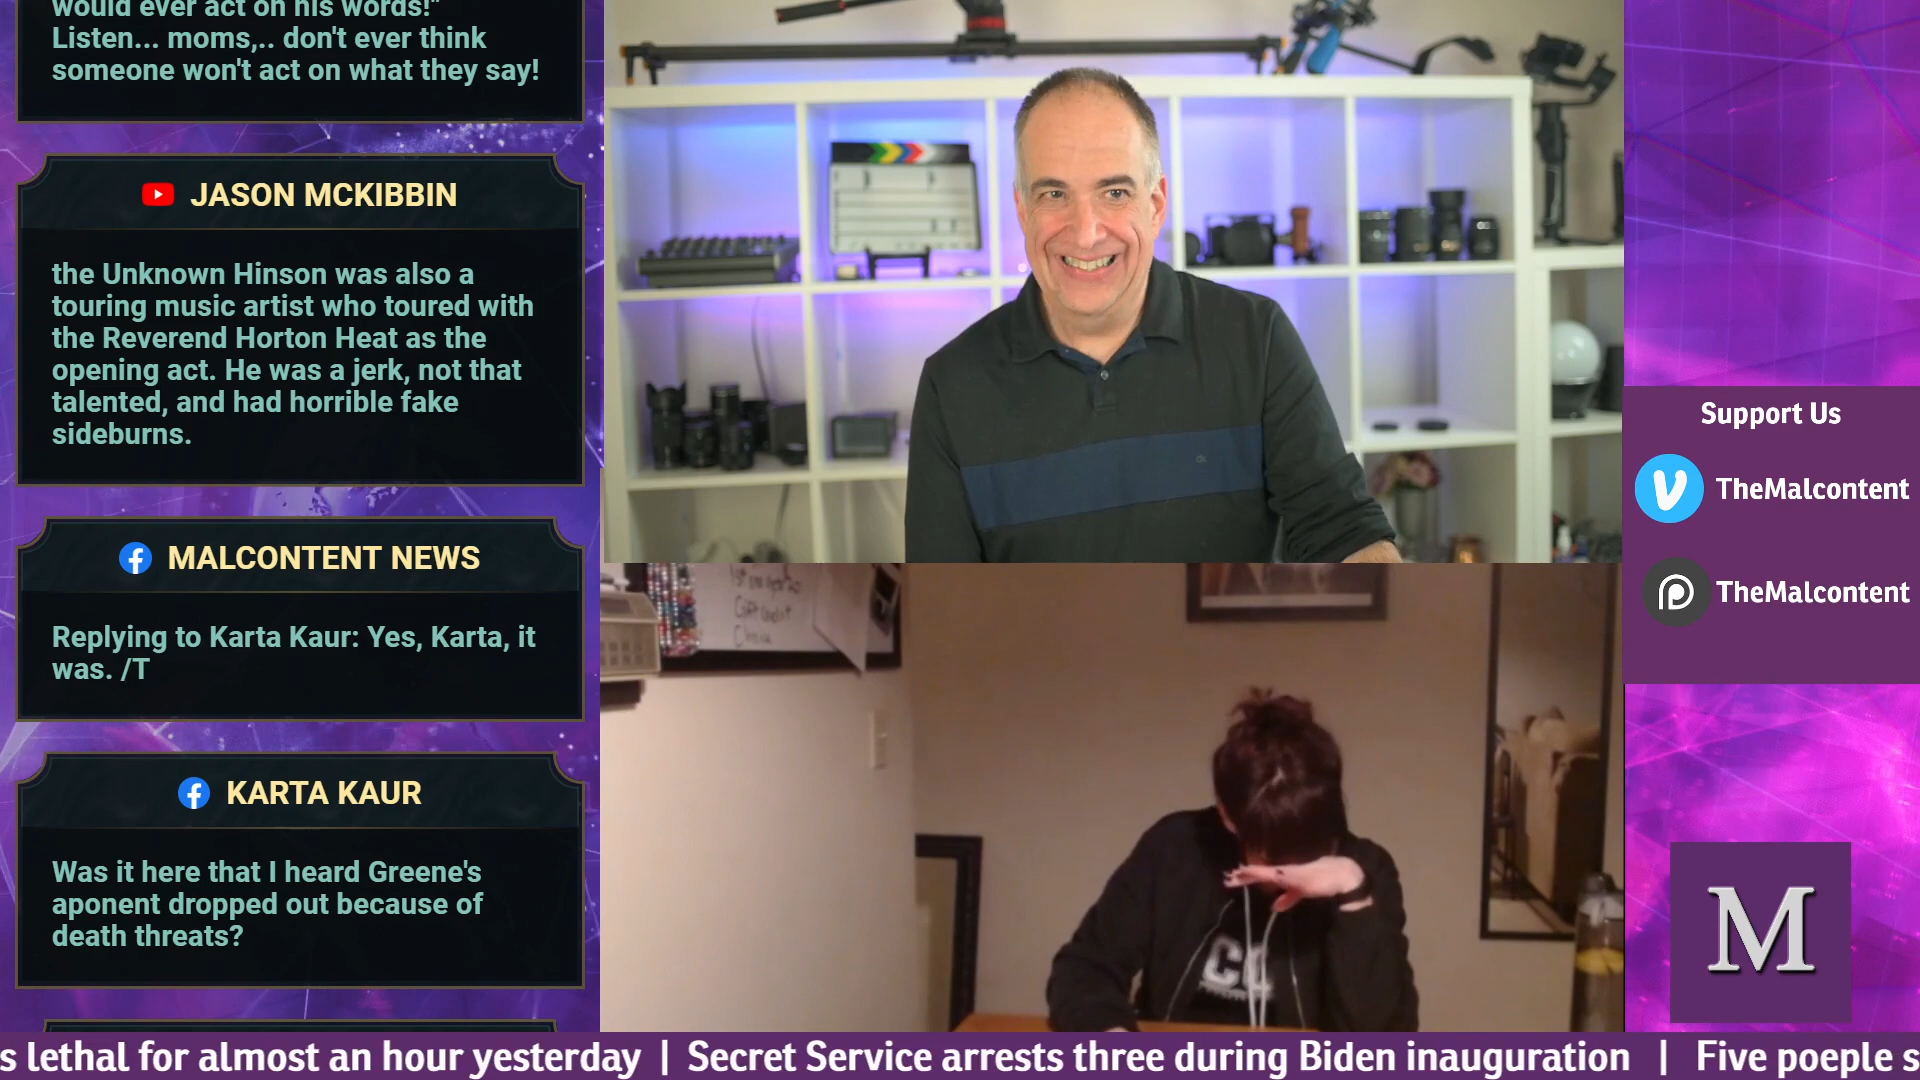 would ever act on his words!"
Listen... moms,.. don't ever think
someone won't act on what they say!
JASON MCKIBBIN
the Unknown Hinson was also a
touring music artist who toured with
the Reverend Horton Heat as the
opening act. He was a jerk, not that
talented, and had horrible fake
sideburns.
MALCONTENT NEWS
Replying to Karta Kaur: Yes, Karta, it
was. /T
KARTA KAUR
Was it here that I heard Greene's
aponent dropped out because of
death threats?
Support Us
TheMalcontent
TheMalcontent
M
s lethal for almost an hour yesterday | Secret Service arrests three during Biden inauguration | Five poeple s